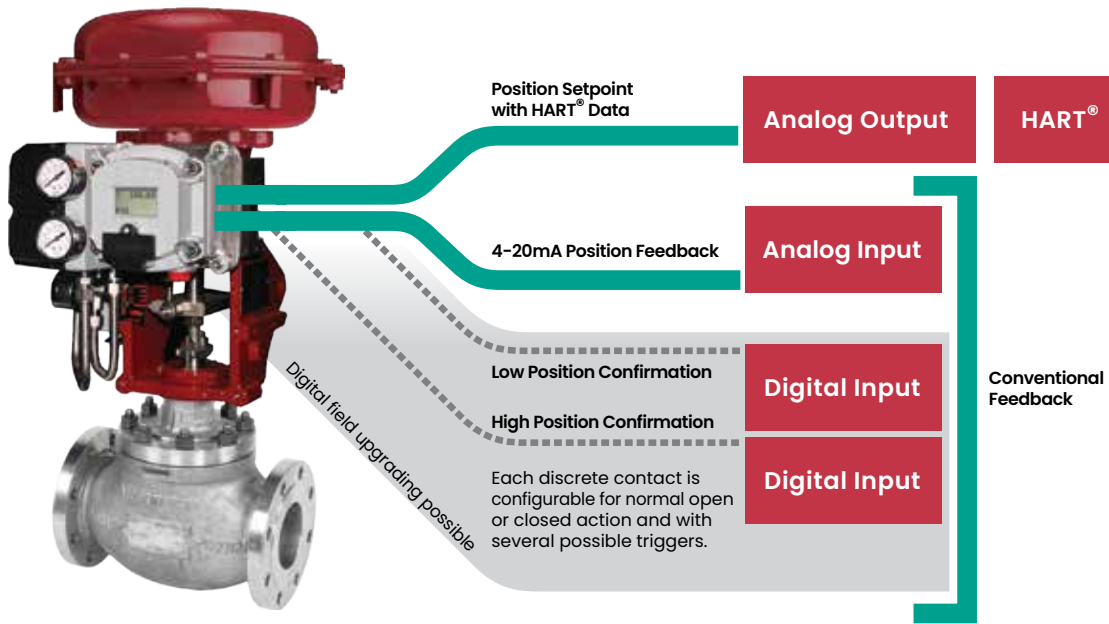 Position Setpoint
with HART® Data
Analog Output
HART®
4-20mA Position Feedback
Analog Input
Low Position Confirmation
Digital Input
High Position Confirmation
Digital Input
Each discrete contact is
configurable for normal open
or closed action and with
several possible triggers.
Digital field upgrading possible
Conventional
Feedback